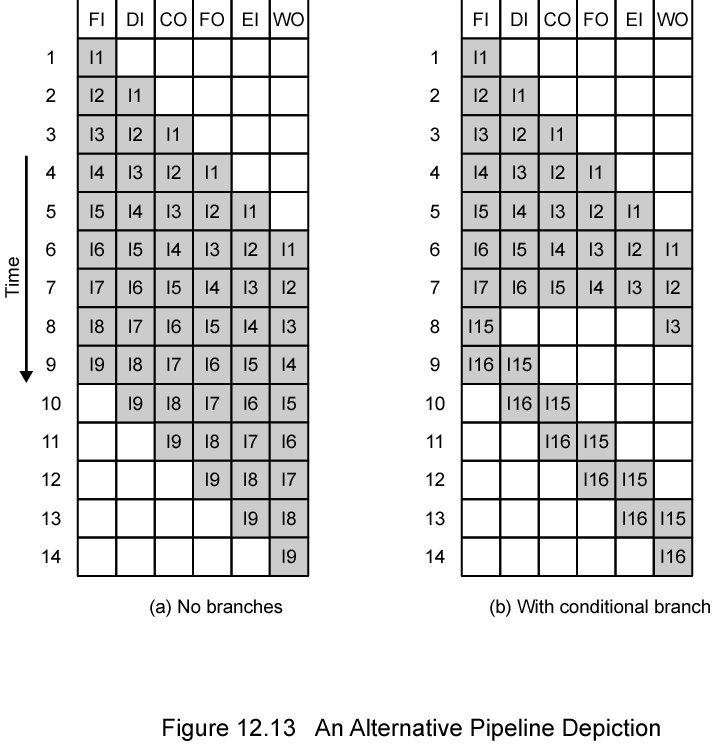 FI DI CO FO EI WO
1 I1
2 I2 I1
3 I3 I2 I1
4 I4 I3 I2 I1
5 I5 I4 I3 I2 I1
6 I6 I5 I4 I3 I2 I1
7 I7 I6 I5 I4 I3 I2
8 I8 I7 I6 I5 I4 I3
9 I9 I8 I7 I6 I5 I4
10 I9 I8 I7 I6 I5
11 I9 I8 I7 I6
12 I9 I8 I7
13 I9 I8
14 I9
Time
(a) No branches
FI DI CO FO EI WO
1 I1
2 I2 I1
3 I3 I2 I1
4 I4 I3 I2 I1
5 I5 I4 I3 I2 I1
6 I6 I5 I4 I3 I2 I1
7 I7 I6 I5 I4 I3 I2
8 I15 I3
9 I16 I15
10 I16 I15
11 I16 I15
12 I16 I15
13 I16 I15
14 I16
(b) With conditional branch
Figure 12.13 An Alternative Pipeline Depiction